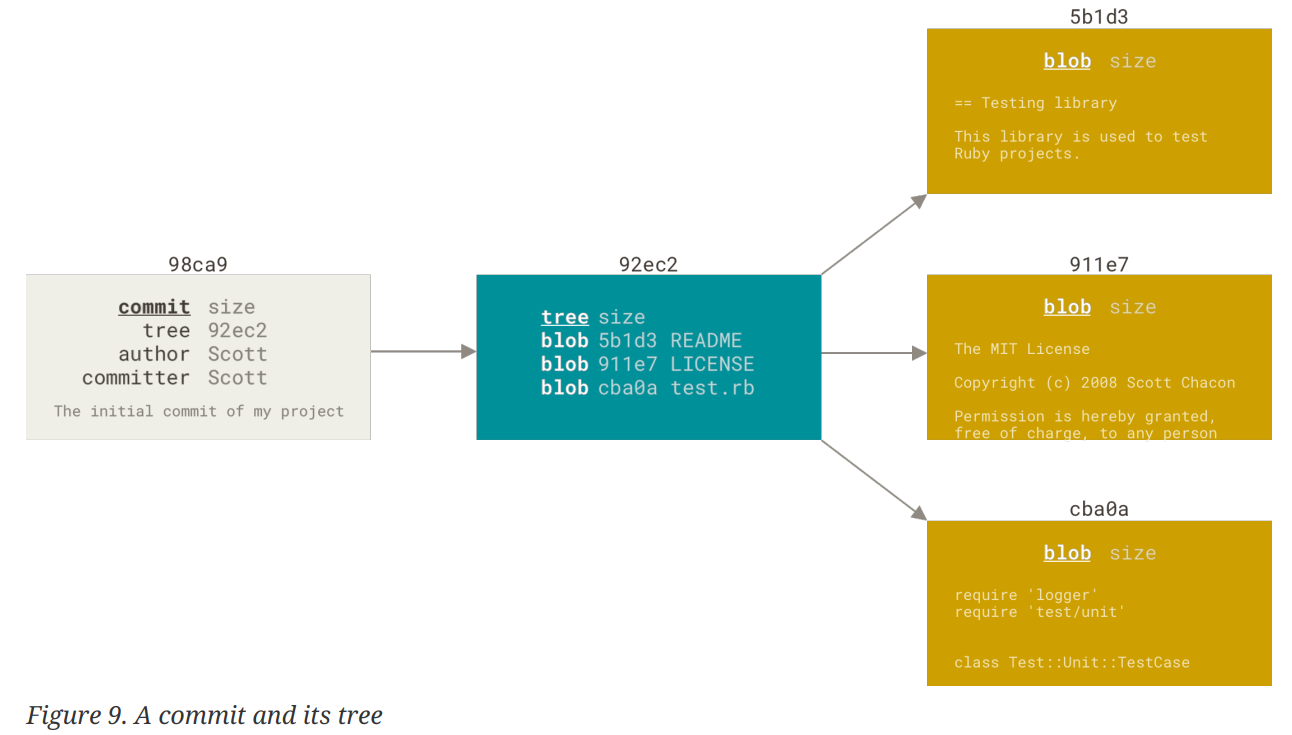 98ca9
commit size
tree 92ec2
author Scott
committer Scott
The initial commit of my project
92ec2
tree size
blob 5b1d3 README
blob 911e7 LICENSE
blob cba0a test.rb
5b1d3
blob size
== Testing library
This library is used to test
Ruby projects.
911e7
blob size
The MIT License
Copyright (c) 2008 Scott Chacon
Permission is hereby granted,
free of charge, to any person
cba0a
blob size
require 'logger'
require 'test/unit'
class Test::Unit::TestCase
Figure 9. A commit and its tree